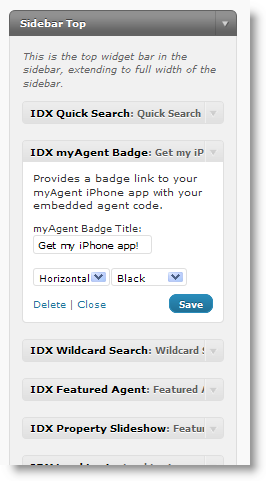 Sidebar Top
This is the top widget bar in the
sidebar, extending to full width of the
sidebar.
IDX Quick Search: Quick Search
IDX myAgent Badge: Get my iP
Provides a badge link to your
myAgent iPhone app with your
embedded agent code.
myAgent Badge Title:
Get my iPhone app!
Horizontal Black
Delete | Close Save
IDX Wildcard Search: Wildcard S
IDX Featured Agent: Featured A
IDX Property Slideshow: Featur